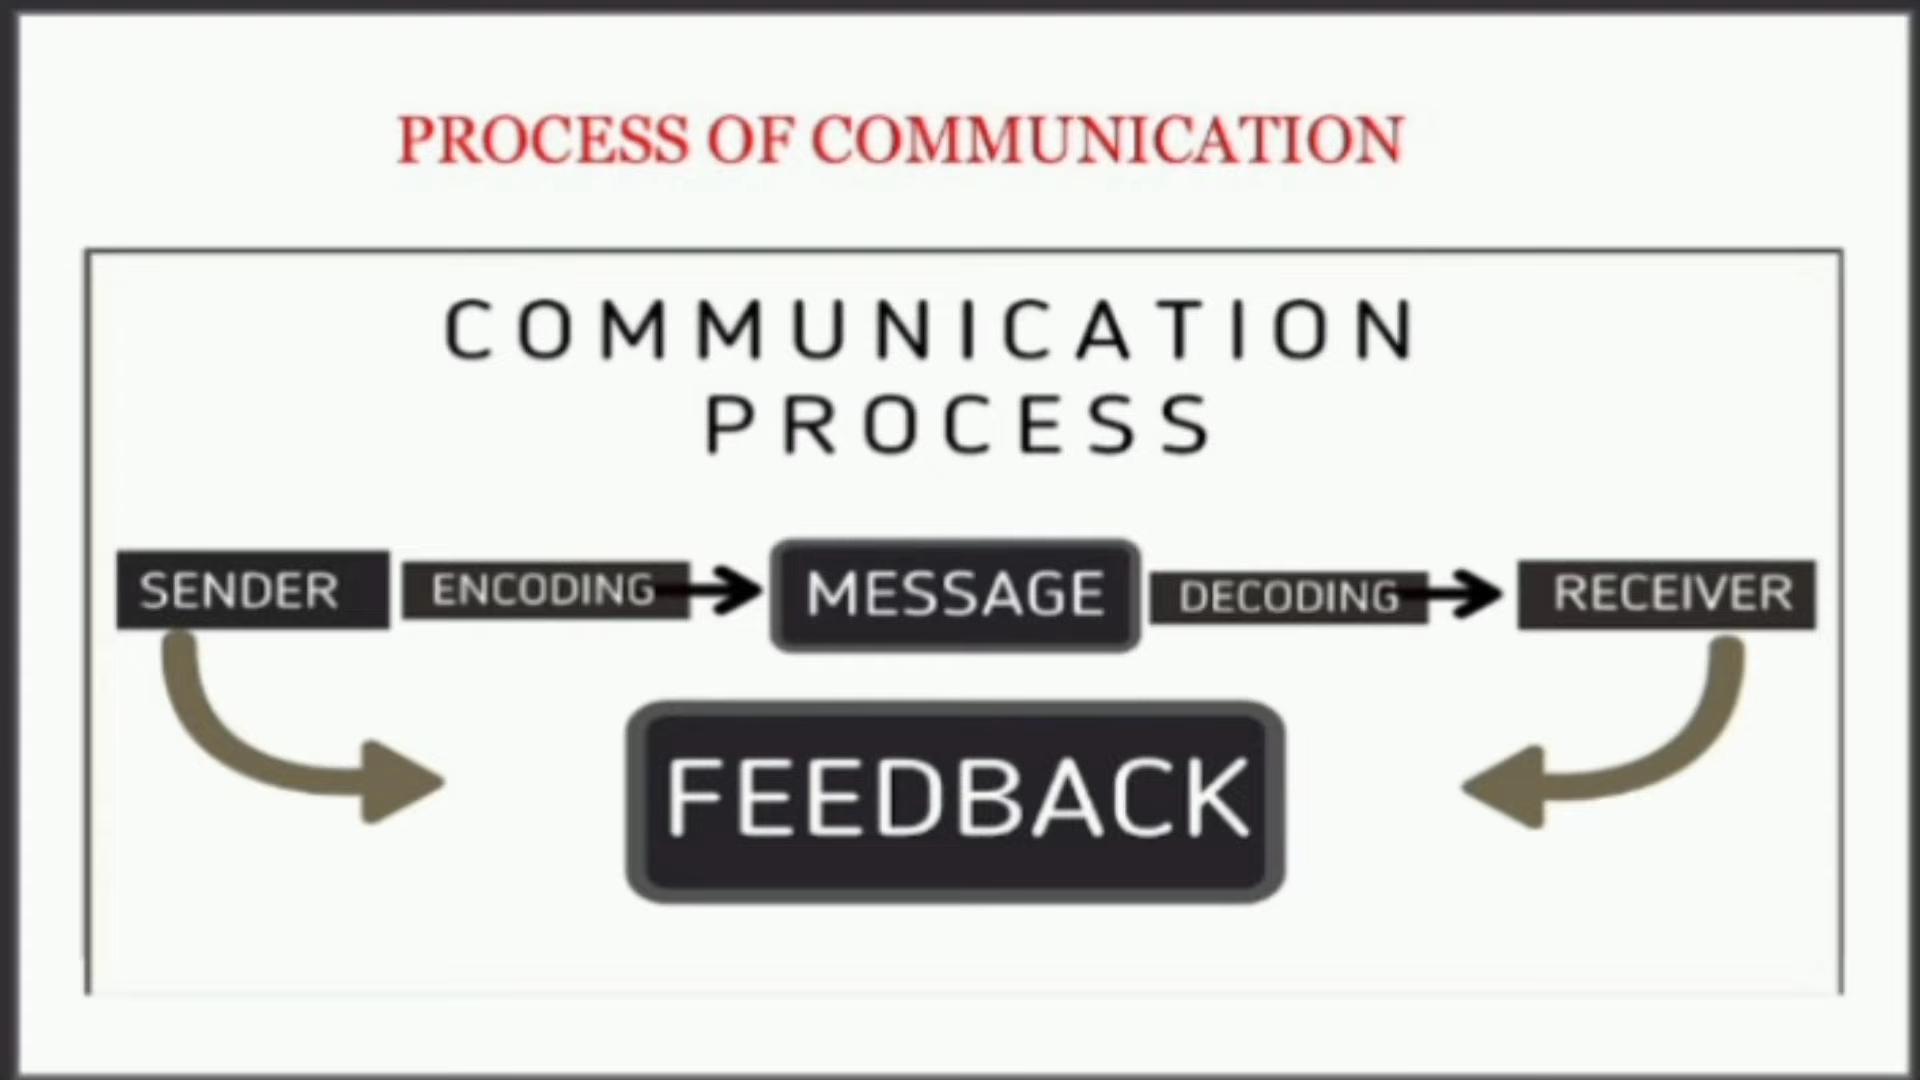 PROCESS OF COMMUNICATION
COMMUNICATION
PROCESS
SENDER ENCODING MESSAGE DECODING RECEIVER
FEEDBACK